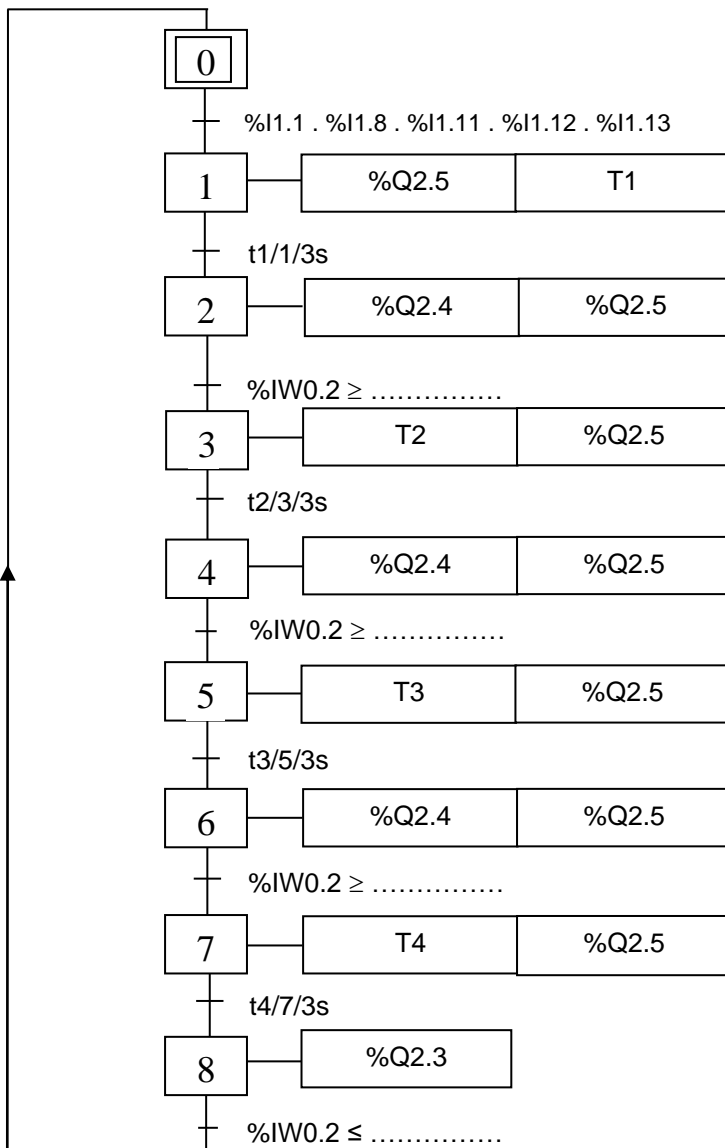 0
%I1.1 . %I1.8 . %I1.11 . %I1.12 . %I1.13
1 %Q2.5 T1
t1/1/3s
2 %Q2.4 %Q2.5
%IW0.2 ≥ ……………
3 T2 %Q2.5
t2/3/3s
4 %Q2.4 %Q2.5
%IW0.2 ≥ ……………
5 T3 %Q2.5
t3/5/3s
6 %Q2.4 %Q2.5
%IW0.2 ≥ ……………
7 T4 %Q2.5
t4/7/3s
8 %Q2.3
%IW0.2 ≤ ……………